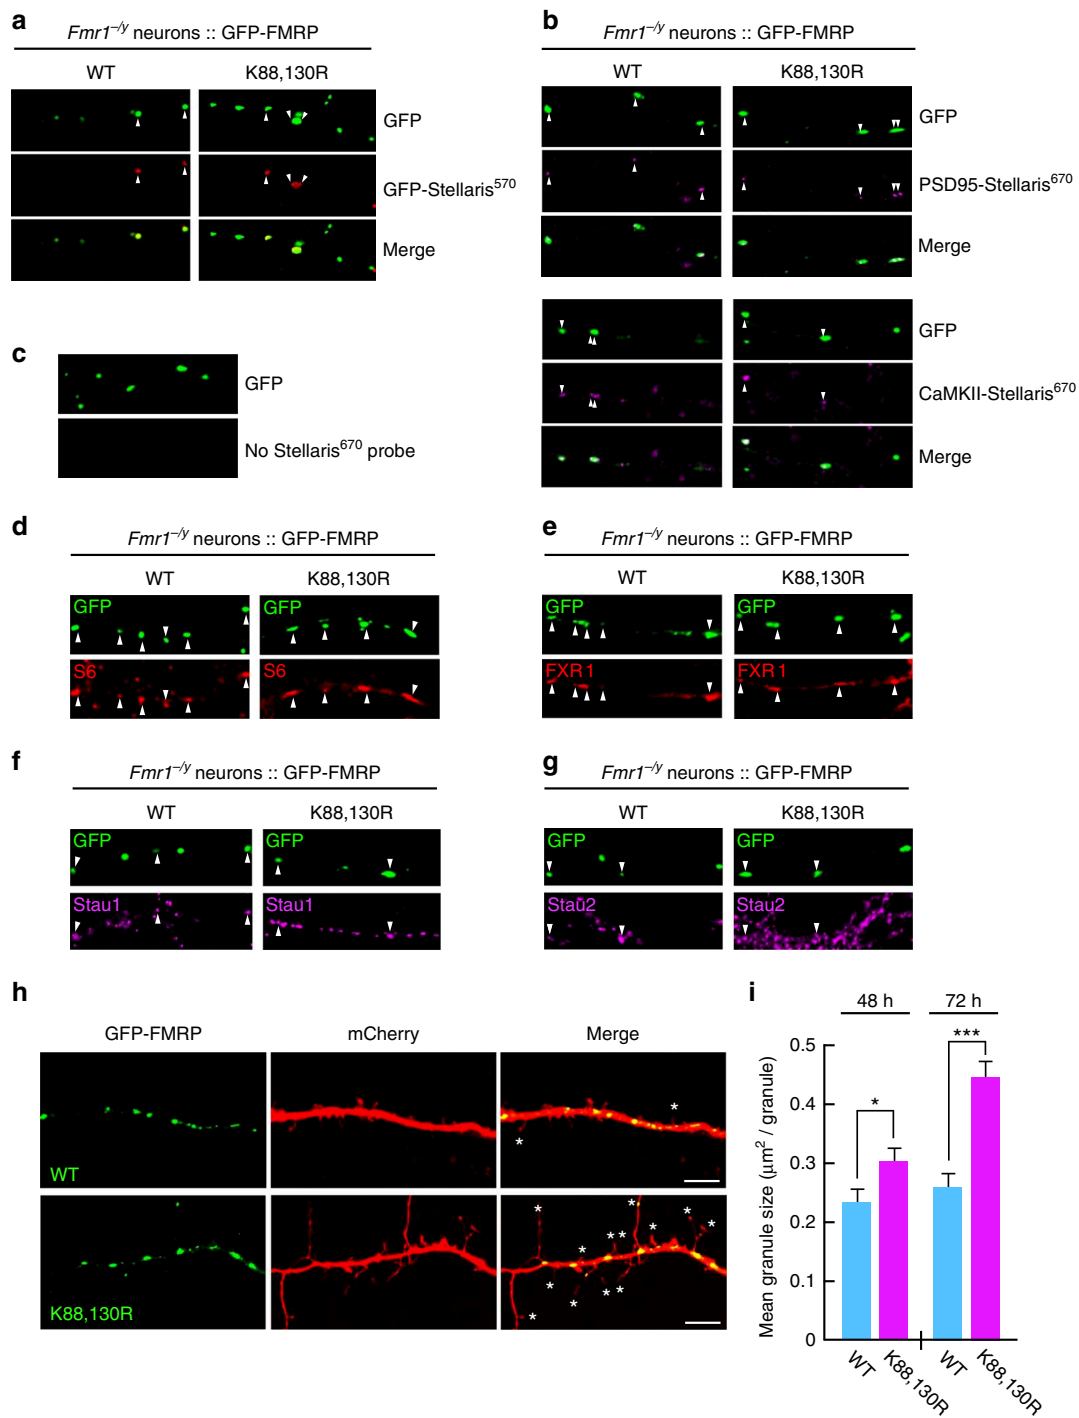 a
Fmr1–/y neurons :: GFP-FMRP
WT K88,130R
GFP
GFP-Stellaris570
Merge
b
Fmr1–/y neurons :: GFP-FMRP
WT K88,130R
GFP
PSD95-Stellaris670
Merge
GFP
CaMKII-Stellaris670
Merge
c
GFP
No Stellaris670 probe
d
Fmr1–/y neurons :: GFP-FMRP
WT K88,130R
GFP GFP
S6 S6
e
Fmr1–/y neurons :: GFP-FMRP
WT K88,130R
GFP GFP
FXR1 FXR1
f
Fmr1–/y neurons :: GFP-FMRP
WT K88,130R
GFP GFP
Stau1 Stau1
g
Fmr1–/y neurons :: GFP-FMRP
WT K88,130R
GFP GFP
Stau2 Stau2
h
GFP-FMRP mCherry Merge
WT
* *
K88,130R
* * * * * * * * * * * * *
i
48 h 72 h
* ***
Mean granule size (μm2 / granule)
0.5
0.4
0.3
0.2
0.1
0
WT K88,130R WT K88,130R